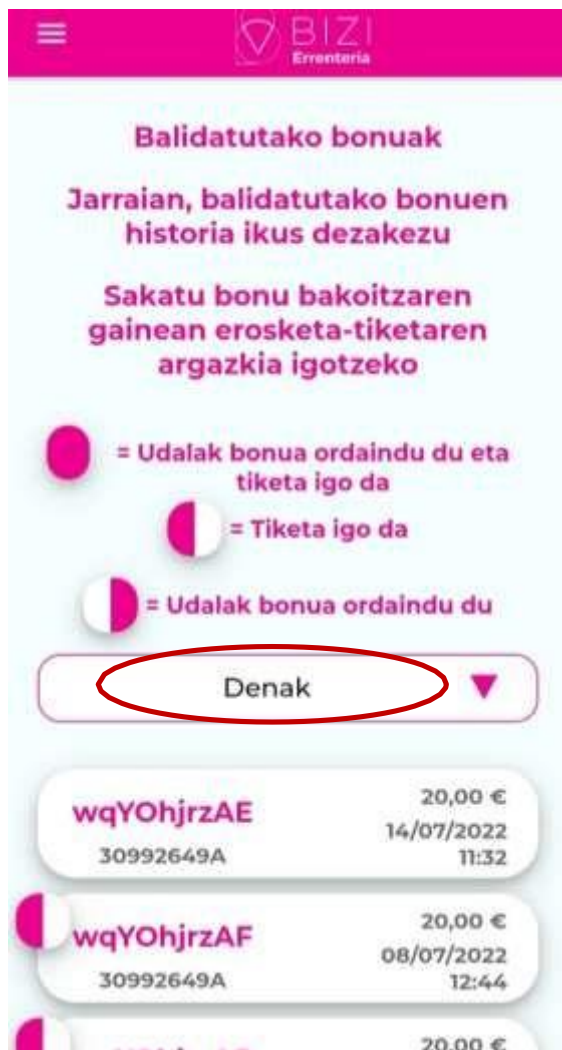 BIZI
Errenteria
Balidatutako bonuak
Jarraian, balidatutako bonuen
historia ikus dezakezu
Sakatu bonu bakoitzaren
gainean erosketa-tiketaren
argazkia igotzeko
= Udalak bonua ordaindu du eta
tiketa igo da
= Tiketa igo da
= Udalak bonua ordaindu du
Denak
wqYOhjrzAE
20,00 €
14/07/2022
30992649A
11:32
wqYOhjrzAF
20,00 €
08/07/2022
30992649A
12:44
20,00 €